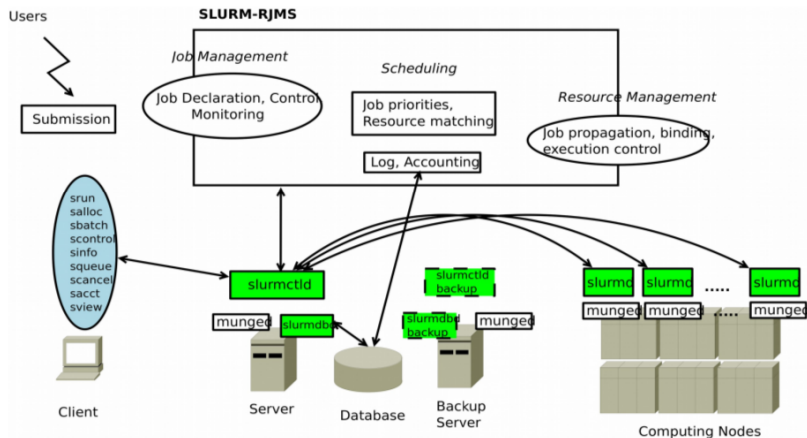 Users
SLURM-RJMS
Job Management
Scheduling
Resource Management
Submission
Job Declaration, Control
Monitoring
Job priorities,
Resource matching
Job propagation, binding,
execution control
Log, Accounting
srun
salloc
sbatch
scontrol
sinfo
squeue
scancel
sacct
sview
slurmctld
slurmctld
backup
slurmd
slurmd
.....
slurmd
munged
slurmdbd
slurmdbd
backup
munged
munged
munged
.....
munged
Client
Server
Database
Backup
Server
Computing Nodes